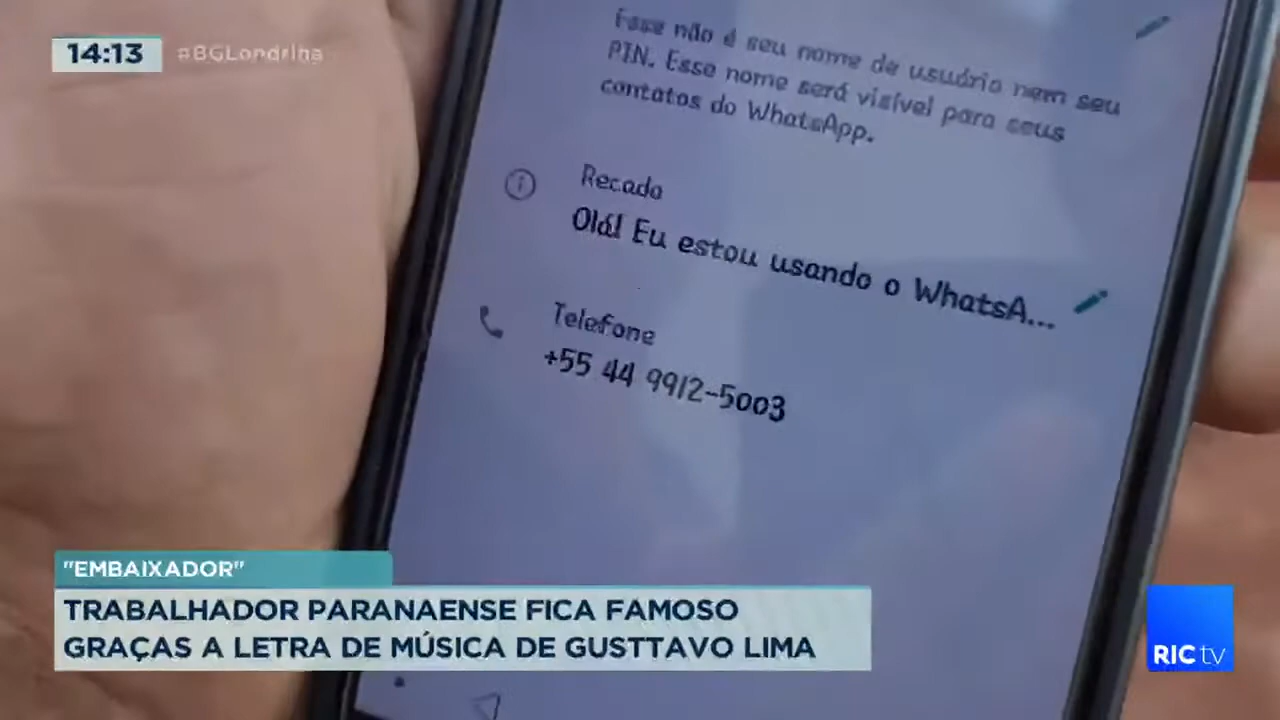 14:13 #BGLondrina
Esse não é seu nome de usuário nem seu
PIN. Esse nome será visível para seus
contatos do WhatsApp.
Recado
Olá! Eu estou usando o WhatsA...
Telefone
+55 44 9912-5003
"EMBAIXADOR"
TRABALHADOR PARANAENSE FICA FAMOSO
GRAÇAS A LETRA DE MÚSICA DE GUSTTAVO LIMA
RIC tv